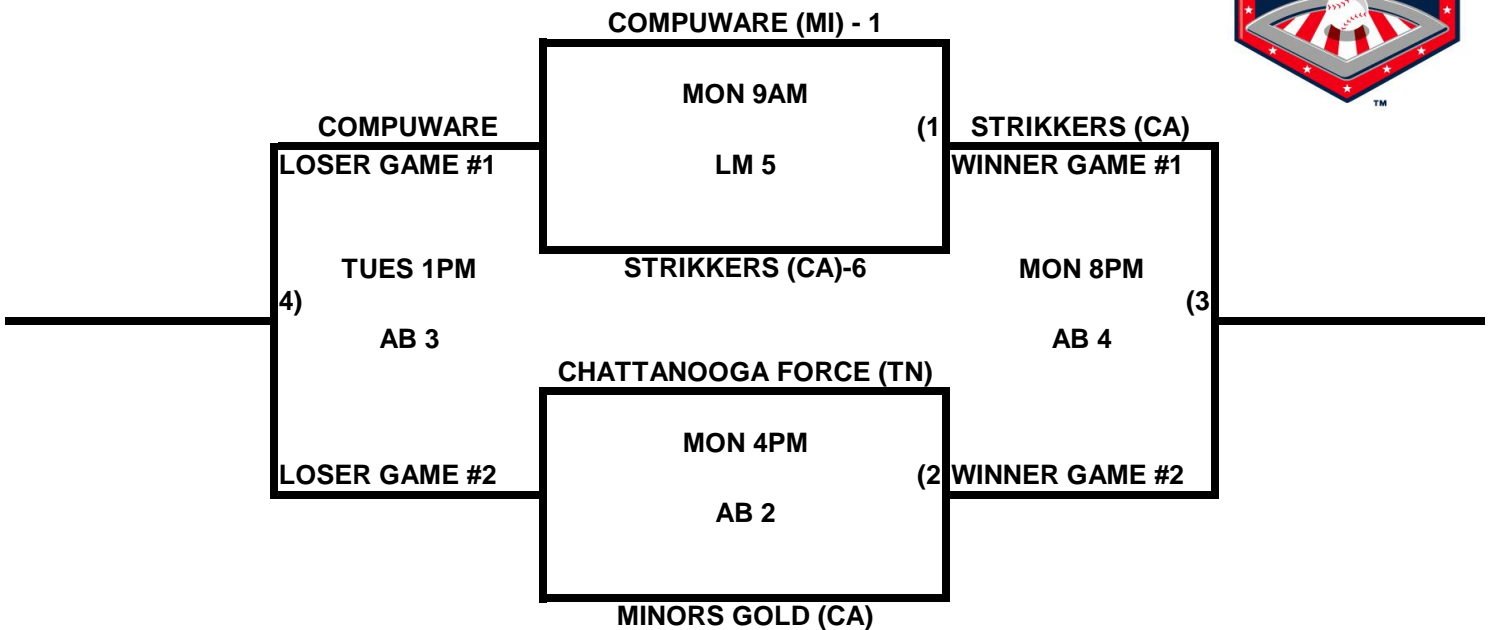 COMPUWARE (MI) - 1
MON 9AM
COMPUWARE
(1
STRIKKERS (CA)
LOSER GAME #1
LM 5
WINNER GAME #1
TUES 1PM
STRIKKERS (CA)-6
MON 8PM
4)
(3
AB 3
AB 4
CHATTANOOGA FORCE (TN)
MON 4PM
LOSER GAME #2
(2
WINNER GAME #2
AB 2
MINORS GOLD (CA)
TM